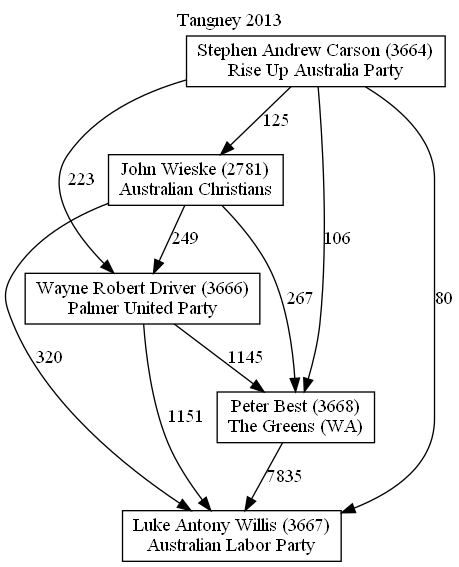 Tangney 2013
Stephen Andrew Carson (3664)
Rise Up Australia Party
125
John Wieske (2781)
Australian Christians
223
249
106
80
267
Wayne Robert Driver (3666)
Palmer United Party
320
1145
1151
Peter Best (3668)
The Greens (WA)
7835
Luke Antony Willis (3667)
Australian Labor Party